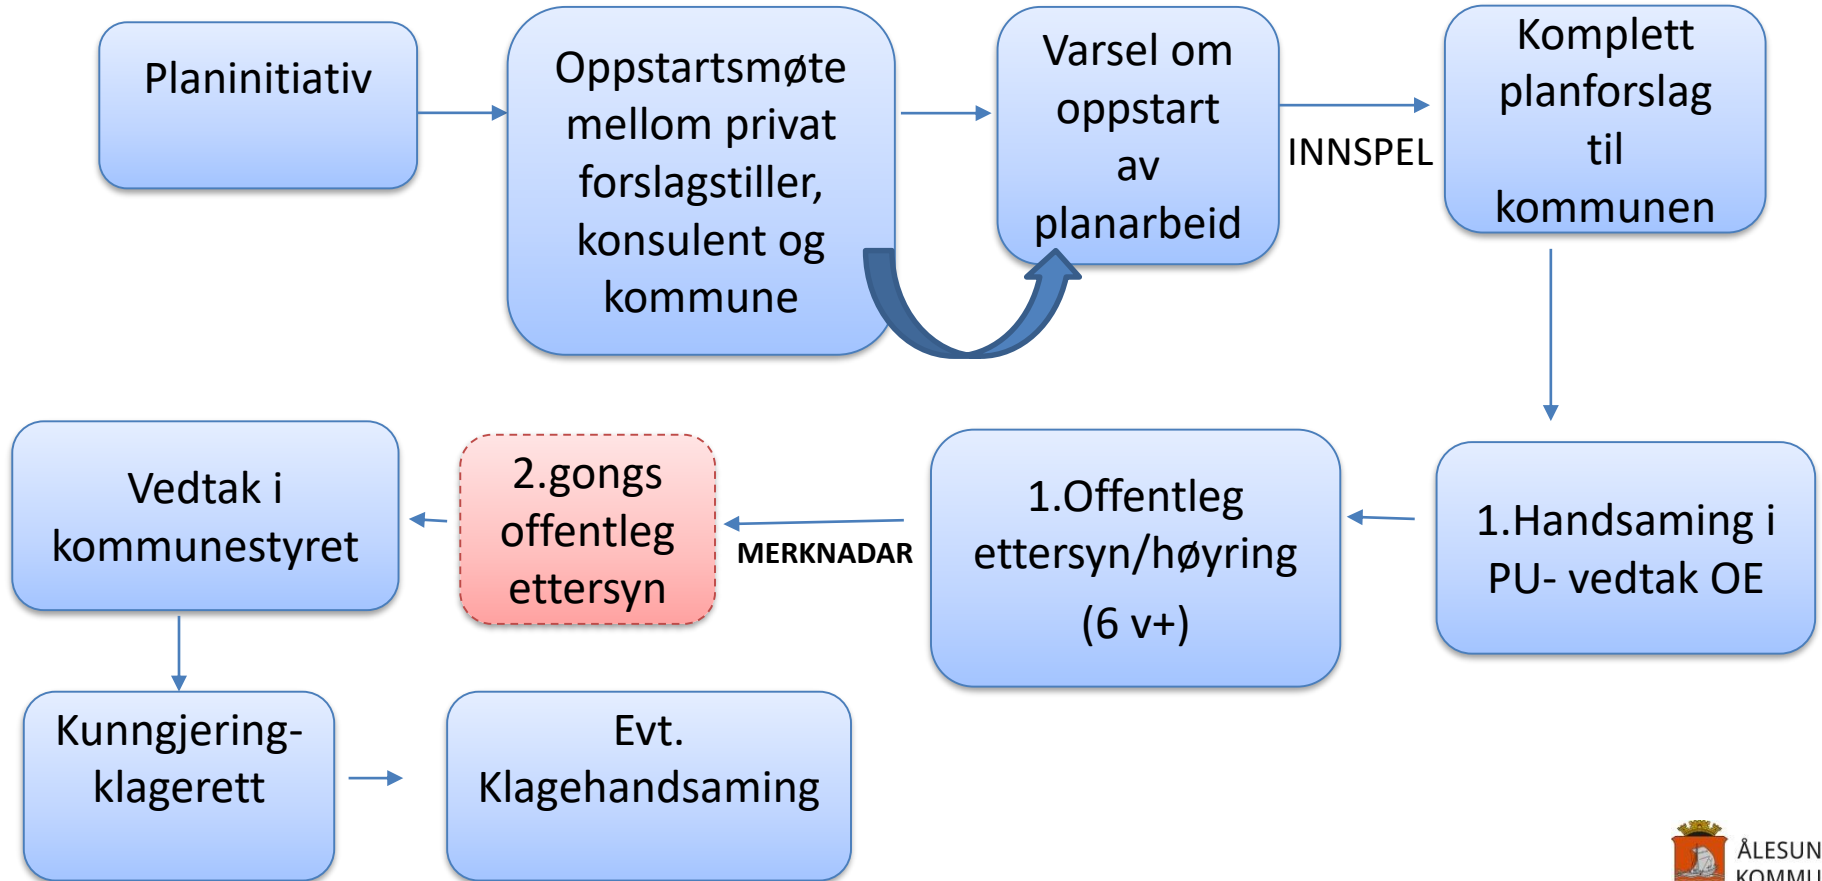 Planinitiativ
Oppstartsmøte
mellom privat
forslagstiller,
konsulent og
kommune
Varsel om
oppstart
av
planarbeid
INNSPEL
Komplett
planforslag
til
kommunen
1.Handsaming i
PU- vedtak OE
1.Offentleg
ettersyn/høyring
(6 v+)
MERKNADAR
2.gongs
offentleg
ettersyn
Vedtak i
kommunestyret
Kunngjering-
klagerett
Evt.
Klagehandsaming
ÅLESUN
KOMMU